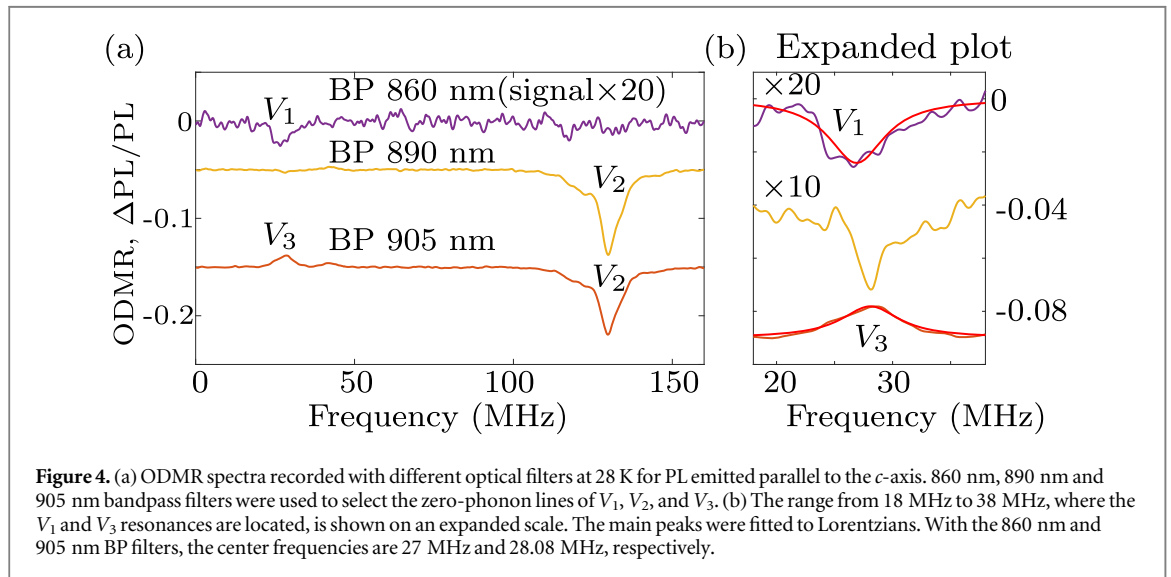 (a)
BP 860 nm(signal×20)
V1
BP 890 nm
V2
V3
BP 905 nm
V2
0
-0.1
-0.2
ODMR, ΔPL/PL
0 50 100 150
Frequency (MHz)
(b) Expanded plot
×20
V1
×10
V3
0
-0.04
-0.08
20 30
Frequency (MHz)
Figure 4. (a) ODMR spectra recorded with different optical filters at 28 K for PL emitted parallel to the c-axis. 860 nm, 890 nm and
905 nm bandpass filters were used to select the zero-phonon lines of V1, V2, and V3. (b) The range from 18 MHz to 38 MHz, where the
V1 and V3 resonances are located, is shown on an expanded scale. The main peaks were fitted to Lorentzians. With the 860 nm and
905 nm BP filters, the center frequencies are 27 MHz and 28.08 MHz, respectively.